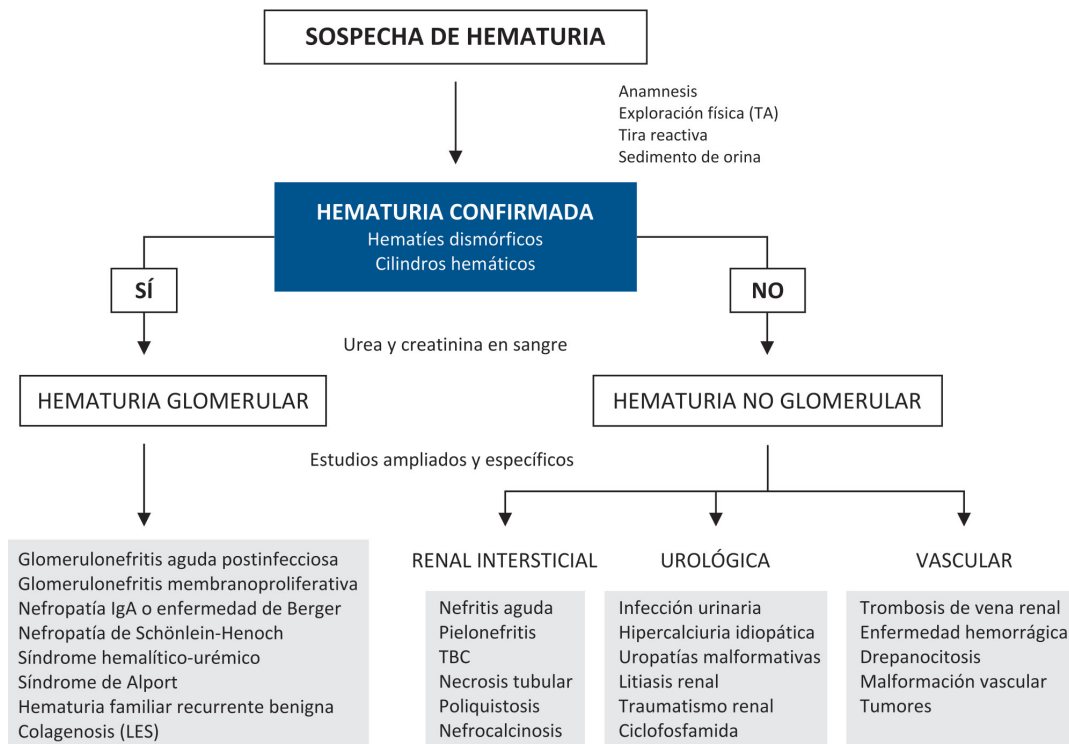 SOSPECHA DE HEMATURIA
Anamnesis
Exploración física (TA)
Tira reactiva
Sedimento de orina
HEMATURIA CONFIRMADA
Hematíes dismórficos
Cilindros hemáticos
SÍ
NO
Urea y creatinina en sangre
HEMATURIA GLOMERULAR
HEMATURIA NO GLOMERULAR
Estudios ampliados y específicos
Glomerulonefritis aguda postinfecciosa
Glomerulonefritis membranoproliferativa
Nefropatía IgA o enfermedad de Berger
Nefropatía de Schönlein-Henoch
Síndrome hemalítico-urémico
Síndrome de Alport
Hematuria familiar recurrente benigna
Colagenosis (LES)
RENAL INTERSTICIAL
Nefritis aguda
Pielonefritis
TBC
Necrosis tubular
Poliquistosis
Nefrocalcinosis
UROLÓGICA
Infección urinaria
Hipercalciuria idiopática
Uropatías malformativas
Litiasis renal
Traumatismo renal
Ciclofosfamida
VASCULAR
Trombosis de vena renal
Enfermedad hemorrágica
Drepanocitosis
Malformación vascular
Tumores